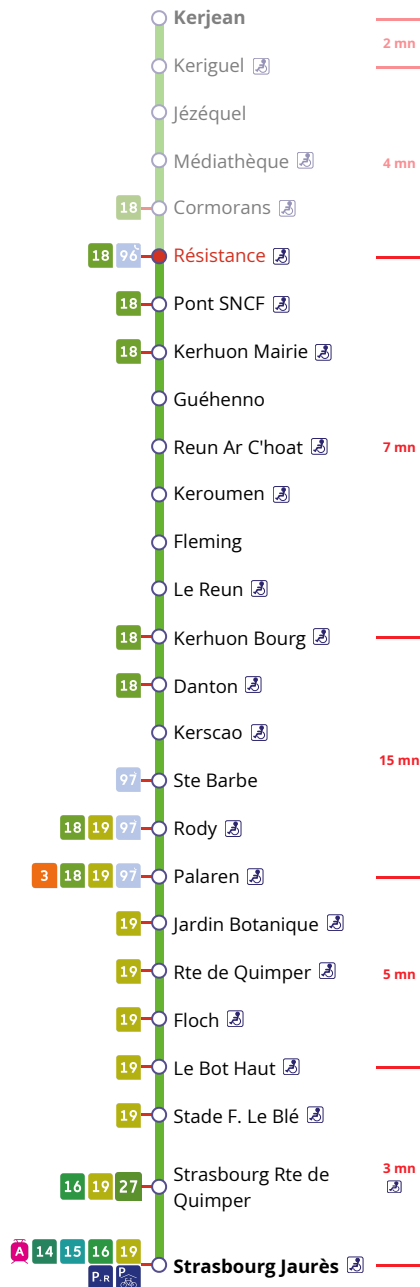 Kerjean
2 mn
Keriguel
Jézéquel
Médiathèque
4 mn
18 Cormorans
18 96 Résistance
18 Pont SNCF
18 Kerhuon Mairie
Guéhenno
Reun Ar C'hoat
7 mn
Keroumen
Fleming
Le Reun
18 Kerhuon Bourg
18 Danton
Kerscao
15 mn
97 Ste Barbe
18 19 97 Rody
3 18 19 97 Palaren
19 Jardin Botanique
19 Rte de Quimper
5 mn
19 Floch
19 Le Bot Haut
19 Stade F. Le Blé
3 mn
16 19 27 Strasbourg Rte de
Quimper
A 14 15 16 19
P.R P
Strasbourg Jaurès